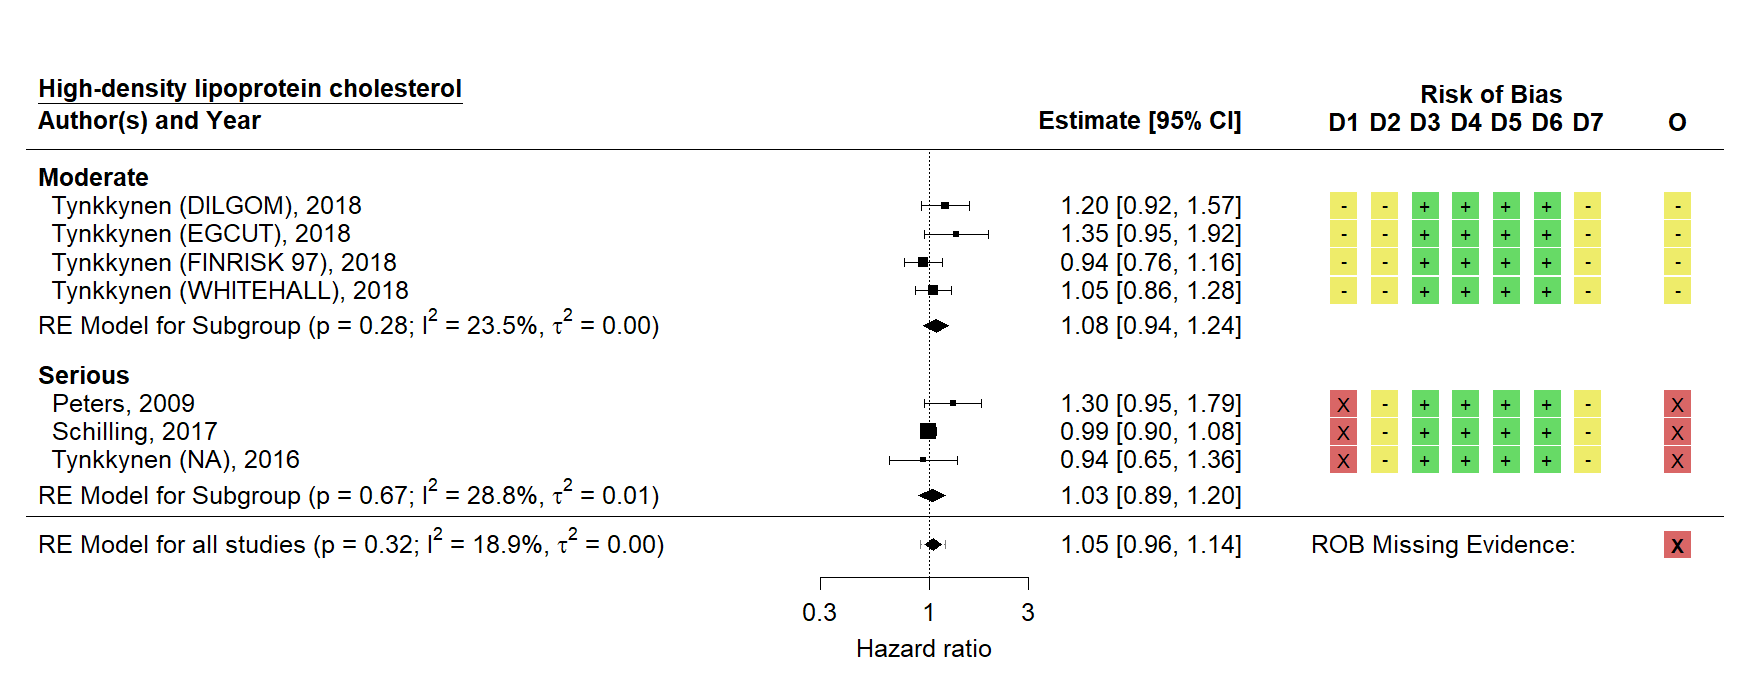 High-density lipoprotein cholesterol
Risk of Bias
Author(s) and Year Estimate [95% CI] D1 D2 D3 D4 D5 D6 D7 O
Moderate
Tynkkynen (DILGOM), 2018 1.20 [0.92, 1.57] - - + + + + - -
Tynkkynen (EGCUT), 2018 1.35 [0.95, 1.92] - - + + + + - -
Tynkkynen (FINRISK 97), 2018 0.94 [0.76, 1.16] - - + + + + - -
Tynkkynen (WHITEHALL), 2018 1.05 [0.86, 1.28] - - + + + + - -
RE Model for Subgroup (p = 0.28; I² = 23.5%, τ² = 0.00) 1.08 [0.94, 1.24]
Serious
Peters, 2009 1.30 [0.95, 1.79] X - + + + + - X
Schilling, 2017 0.99 [0.90, 1.08] X - + + + + - X
Tynkkynen (NA), 2016 0.94 [0.65, 1.36] X - + + + + - X
RE Model for Subgroup (p = 0.67; I² = 28.8%, τ² = 0.01) 1.03 [0.89, 1.20]
RE Model for all studies (p = 0.32; I² = 18.9%, τ² = 0.00) 1.05 [0.96, 1.14] ROB Missing Evidence: X
0.3 1 3
Hazard ratio